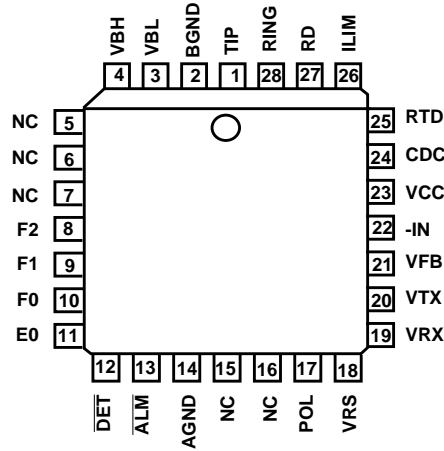 VBH VBL BGND TIP RING RD ILIM
4 3 2 1 28 27 26
NC 5
NC 6
NC 7
F2 8
F1 9
F0 10
E0 11
25 RTD
24 CDC
23 VCC
22 -IN
21 VFB
20 VTX
19 VRX
12 13 14 15 16 17 18
DET ALM AGND NC NC POL VRS